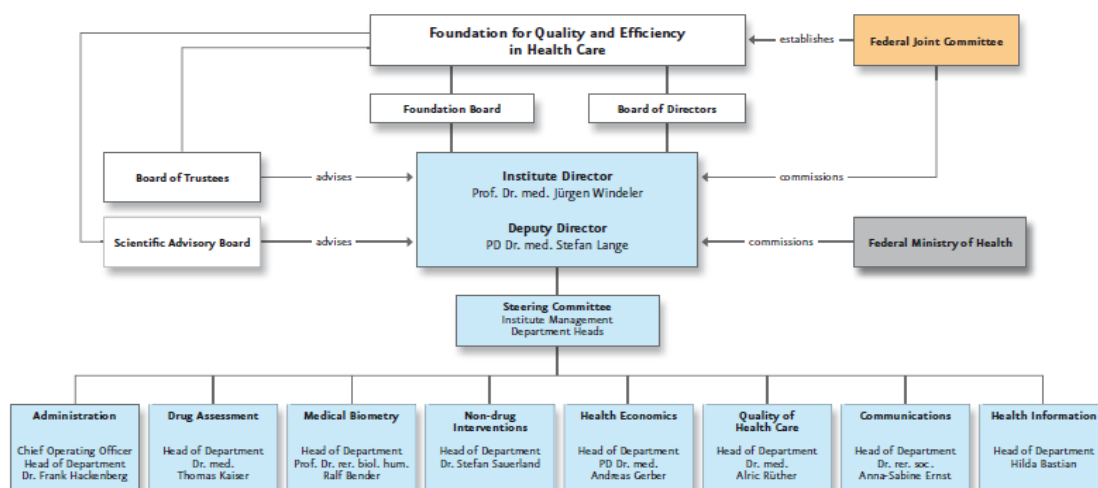 Foundation for Quality and Efficiency
in Health Care
establishes
Federal Joint Committee
Foundation Board
Board of Directors
Board of Trustees
advises
Institute Director
Prof. Dr. med. Jürgen Windeler
commissions
Scientific Advisory Board
advises
Deputy Director
PD Dr. med. Stefan Lange
commissions
Federal Ministry of Health
Steering Committee
Institute Management
Department Heads
Administration
Chief Operating Officer
Head of Department
Dr. Frank Hackenberg
Drug Assessment
Head of Department
Dr. med.
Thomas Kaiser
Medical Biometry
Head of Department
Prof. Dr. rer. biol. hum.
Ralf Bender
Non-drug
Interventions
Head of Department
Dr. Stefan Sauerland
Health Economics
Head of Department
PD Dr. med.
Andreas Gerber
Quality of
Health Care
Head of Department
Dr. med.
Alric Rüther
Communications
Head of Department
Dr. rer. soc.
Anna-Sabine Ernst
Health Information
Head of Department
Hilda Bastian